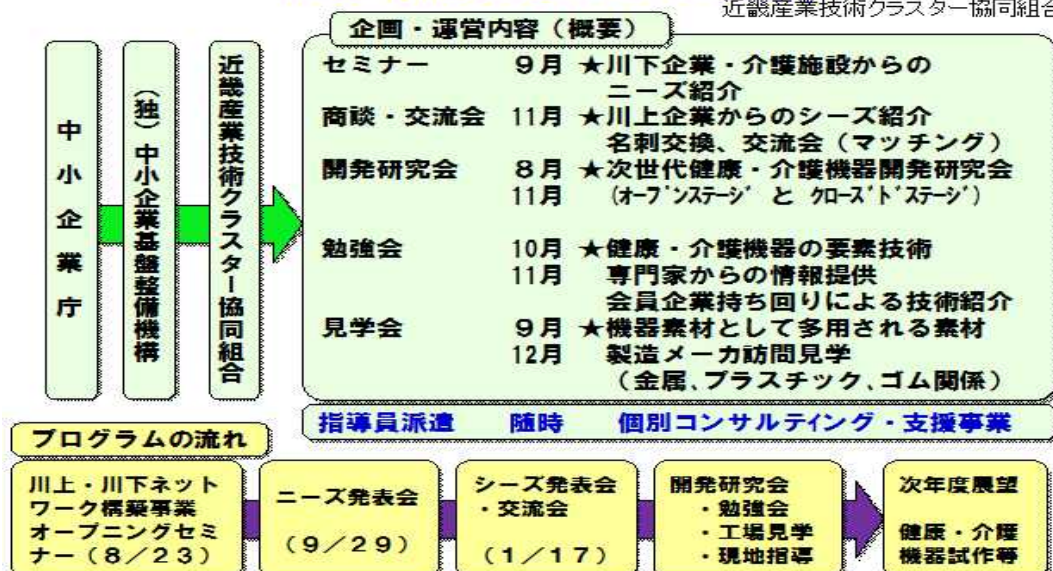 近畿産業技術クラスター協同組合
企画・運営内容（概要）
中小企業庁
（独）中小企業基盤整備機構
近畿産業技術クラスター協同組合
セミナー 9月 ★川下企業・介護施設からの
ニーズ紹介
商談・交流会 11月 ★川上企業からのシーズ紹介
名刺交換、交流会（マッチング）
開発研究会 8月 ★次世代健康・介護機器開発研究会
11月 (ｵｰﾌﾟﾝｽﾃｰｼﾞ と ｸﾛｰｽﾞﾄﾞｽﾃｰｼﾞ)
勉強会 10月 ★健康・介護機器の要素技術
11月 専門家からの情報提供
会員企業持ち回りによる技術紹介
見学会 9月 ★機器素材として多用される素材
12月 製造メーカ訪問見学
（金属、プラスチック、ゴム関係）
指導員派遣 随時 個別コンサルティング・支援事業
プログラムの流れ
川上・川下ネット
ワーク構築事業
オープニングセミ
ナー（8／23）
ニーズ発表会
（9／29）
シーズ発表会
・交流会
（1／17）
開発研究会
・勉強会
・工場見学
・現地指導
次年度展望
健康・介護
機器試作等